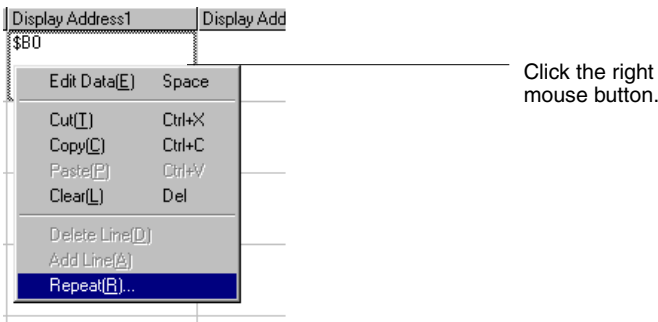 Display Address1 Display Add
$B0
Click the right
mouse button.
Edit Data(E) Space
Cut(T) Ctrl+X
Copy(C) Ctrl+C
Paste(P) Ctrl+V
Clear(L) Del
Delete Line(D)
Add Line(A)
Repeat(R)...